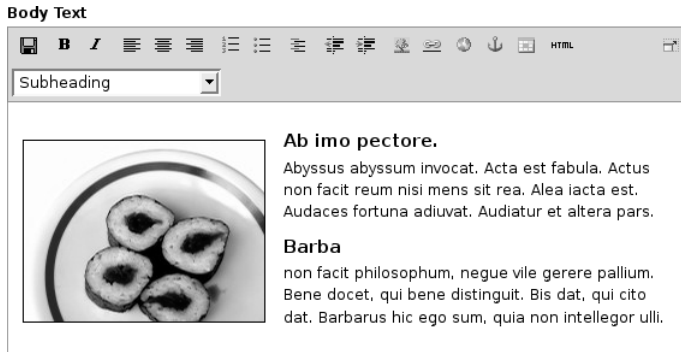 Body Text
B I HTML
Subheading
Ab imo pectore.
Abyssus abyssum invocat. Acta est fabula. Actus
non facit reum nisi mens sit rea. Alea iacta est.
Audaces fortuna adiuvat. Audiatur et altera pars.
Barba
non facit philosophum, negue vile gerere pallium.
Bene docet, qui bene distinguit. Bis dat, qui cito
dat. Barbarus hic ego sum, quia non intellegor ulli.